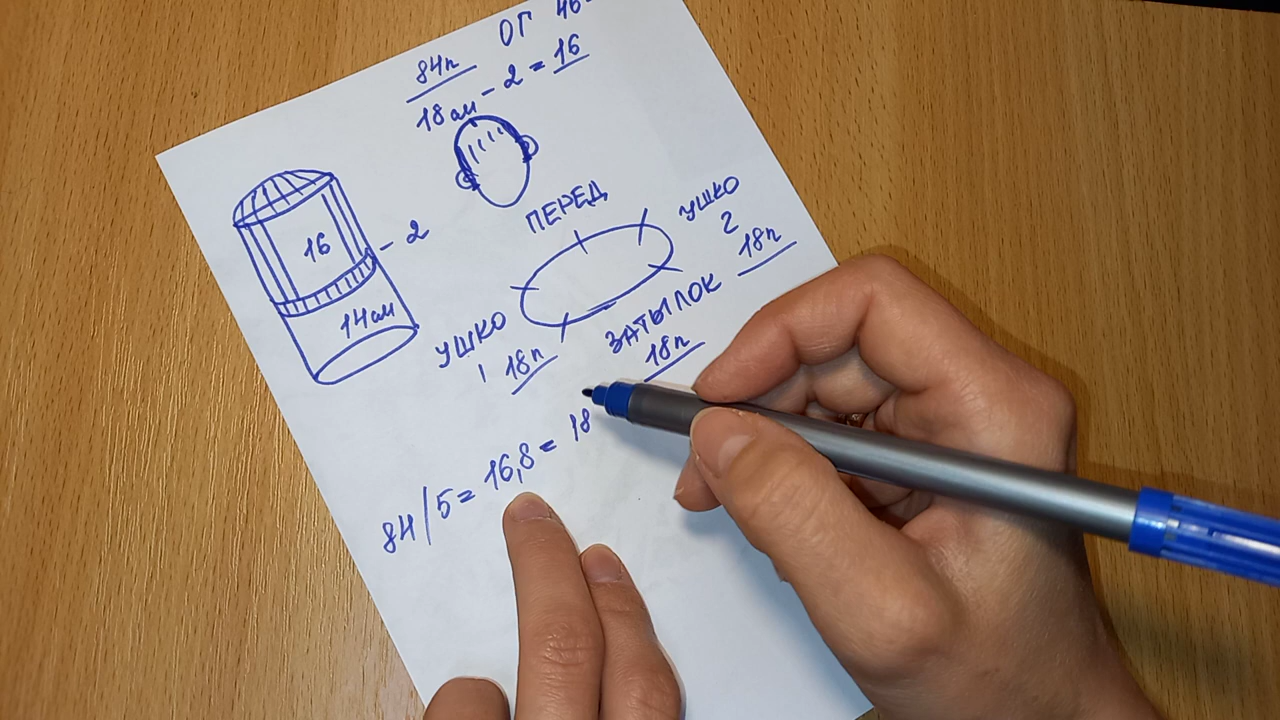 84п ОГ 46
18см - 2 = 16
ПЕРЕД
УШКО
2
18п
16 - 2
14см
УШКО
1 18п
ЗАТЫЛОК
18п
84/5 = 16,8 = 18